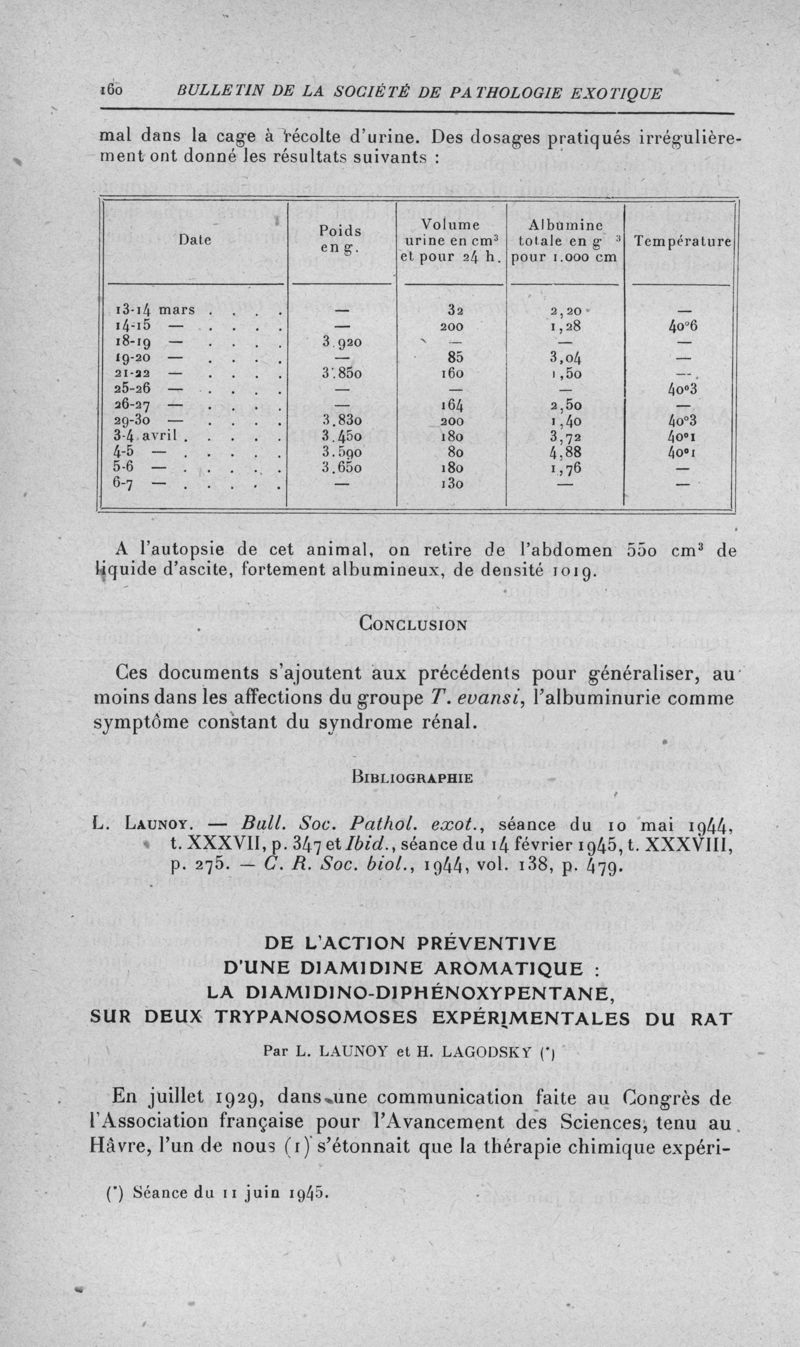 160 BULLETIN DE LA SOCIÉTÉ DE PATHOLOGIE EXOTIQUE
mal dans la cage à récolte d'urine. Des dosages pratiqués irrégulière-
ment ont donné les résultats suivants :
Date | Poids en g. | Volume urine en cm³ et pour 24 h. | Albumine totale en g pour 1.000 cm³ | Température
13-14 mars . . . . | — | 32 | 2,20 | —
14-15 — . . . . | — | 200 | 1,28 | 40°6
18-19 — . . . . | 3.920 | — | — | —
19-20 — . . . . | — | 85 | 3,04 | —
21-22 — . . . . | 3.850 | 160 | 1,50 | —
25-26 — . . . . | — | — | — | 40°3
26-27 — . . . . | — | 164 | 2,50 | —
29-30 — . . . . | 3.830 | 200 | 1,40 | 40°3
3-4 avril . . . . . | 3.450 | 180 | 3,72 | 40°1
4-5 — . . . . . | 3.590 | 80 | 4,88 | 40°1
5-6 — . . . . . | 3.650 | 180 | 1,76 | —
6-7 — . . . . . | — | 130 | — | —
A l'autopsie de cet animal, on retire de l'abdomen 550 cm³ de
liquide d'ascite, fortement albumineux, de densité 1019.
CONCLUSION
Ces documents s'ajoutent aux précédents pour généraliser, au
moins dans les affections du groupe T. evansi, l'albuminurie comme
symptôme constant du syndrome rénal.
BIBLIOGRAPHIE
L. LAUNOY. — Bull. Soc. Pathol. exot., séance du 10 mai 1944,
t. XXXVII, p. 347 et Ibid., séance du 14 février 1945, t. XXXVIII,
p. 275. — C. R. Soc. biol., 1944, vol. 138, p. 479.
DE L'ACTION PRÉVENTIVE
D'UNE DIAMIDINE AROMATIQUE :
LA DIAMIDINO-DIPHÉNOXYPENTANE,
SUR DEUX TRYPANOSOMOSES EXPÉRIMENTALES DU RAT
Par L. LAUNOY et H. LAGODSKY (*)
En juillet 1929, dans une communication faite au Congrès de
l'Association française pour l'Avancement des Sciences, tenu au
Hâvre, l'un de nous (1) s'étonnait que la thérapie chimique expéri-
(*) Séance du 11 juin 1945.